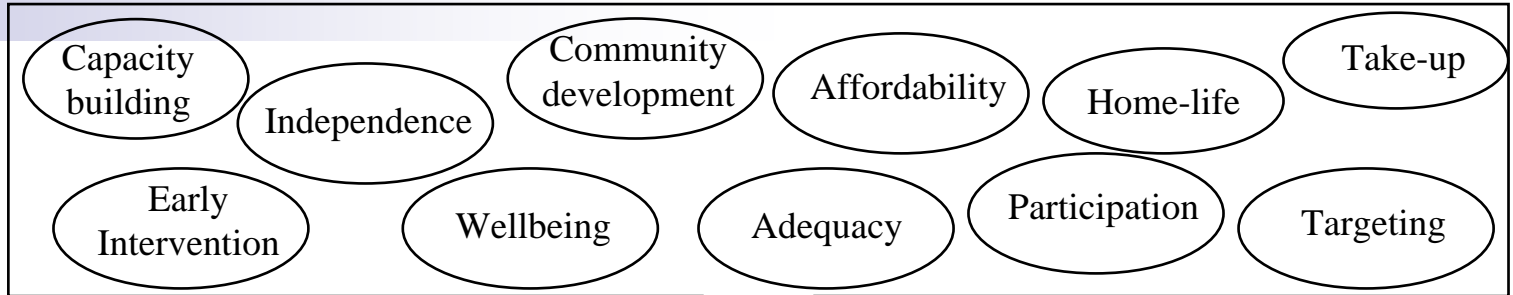 Capacity
building
Independence
Community
development
Affordability
Home-life
Take-up
Early
Intervention
Wellbeing
Adequacy
Participation
Targeting